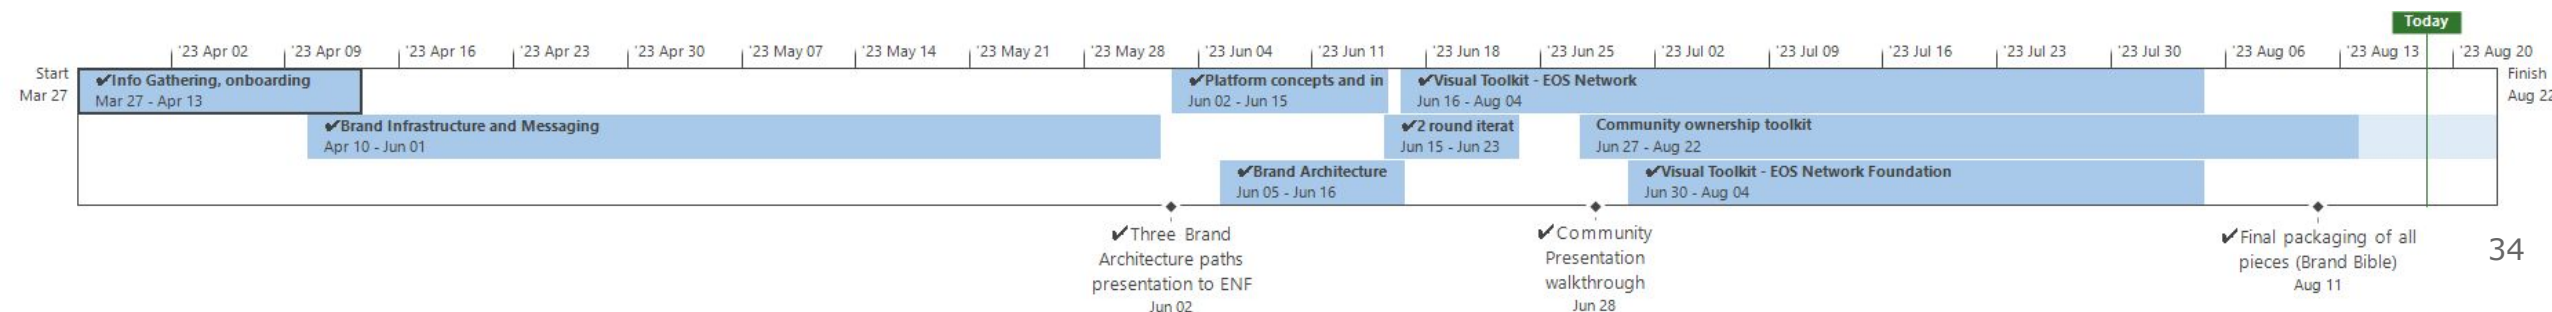 Today
'23 Apr 02 '23 Apr 09 '23 Apr 16 '23 Apr 23 '23 Apr 30 '23 May 07 '23 May 14 '23 May 21 '23 May 28 '23 Jun 04 '23 Jun 11 '23 Jun 18 '23 Jun 25 '23 Jul 02 '23 Jul 09 '23 Jul 16 '23 Jul 23 '23 Jul 30 '23 Aug 06 '23 Aug 13 '23 Aug 20
Start
Mar 27
✔Info Gathering, onboarding
Mar 27 - Apr 13
✔Platform concepts and in
Jun 02 - Jun 15
✔Visual Toolkit - EOS Network
Jun 16 - Aug 04
Finish
Aug 22
✔Brand Infrastructure and Messaging
Apr 10 - Jun 01
✔2 round iterat
Jun 15 - Jun 23
Community ownership toolkit
Jun 27 - Aug 22
✔Brand Architecture
Jun 05 - Jun 16
✔Visual Toolkit - EOS Network Foundation
Jun 30 - Aug 04
✔Three Brand
Architecture paths
presentation to ENF
Jun 02
✔Community
Presentation
walkthrough
Jun 28
✔Final packaging of all
pieces (Brand Bible)
Aug 11
34